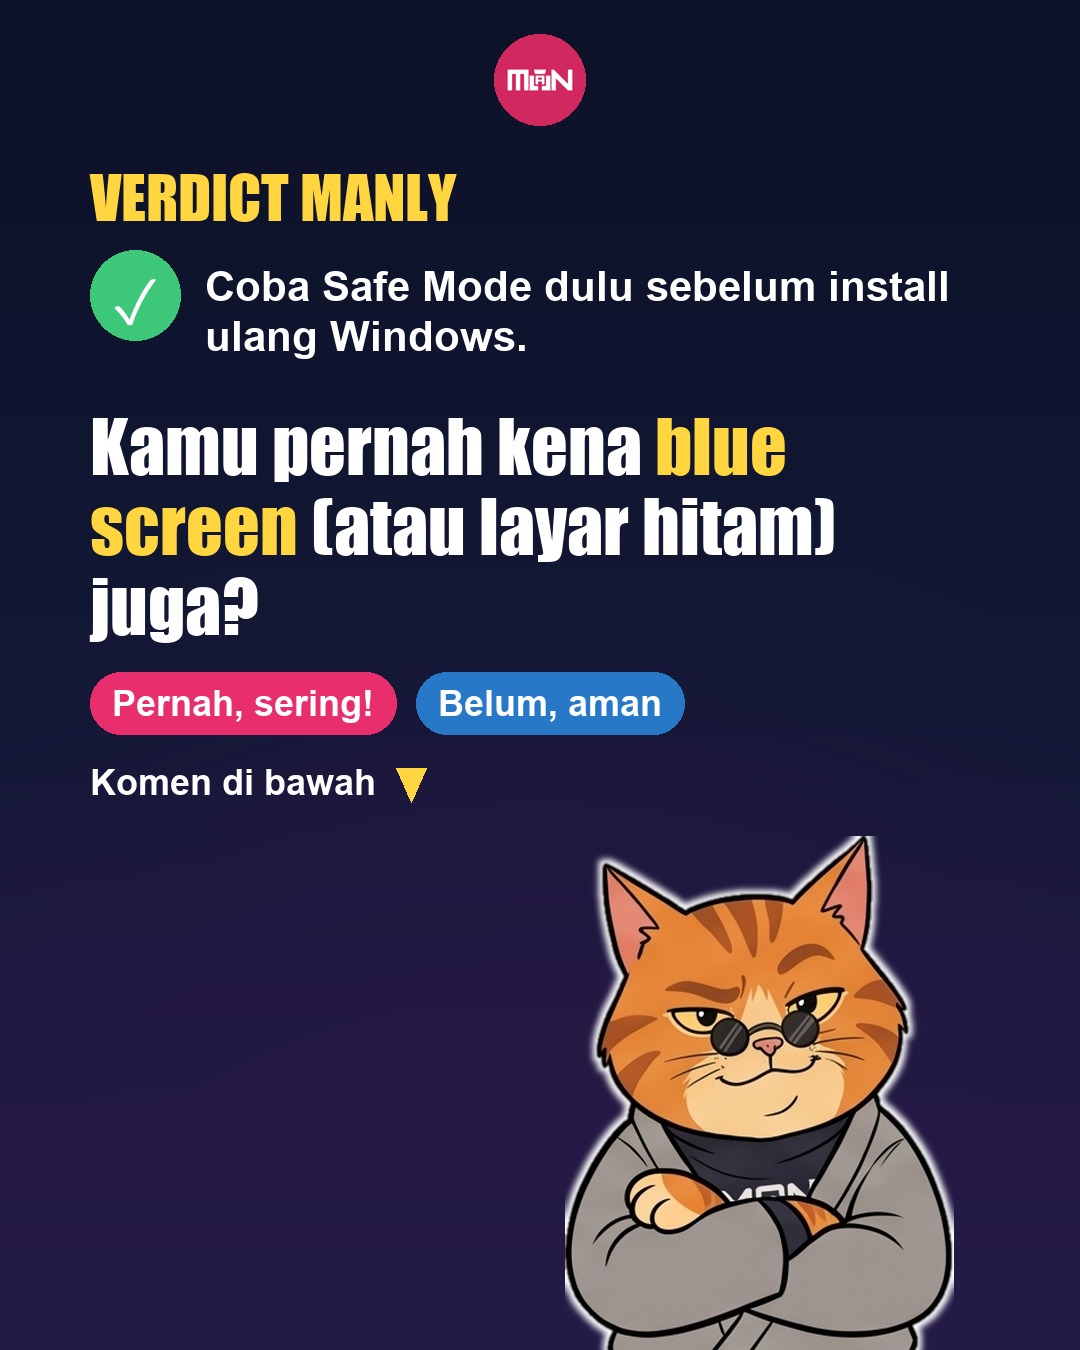 MLĀN
VERDICT MANLY
✓ Coba Safe Mode dulu sebelum install
ulang Windows.
Kamu pernah kena blue
screen (atau layar hitam)
juga?
Pernah, sering! Belum, aman
Komen di bawah